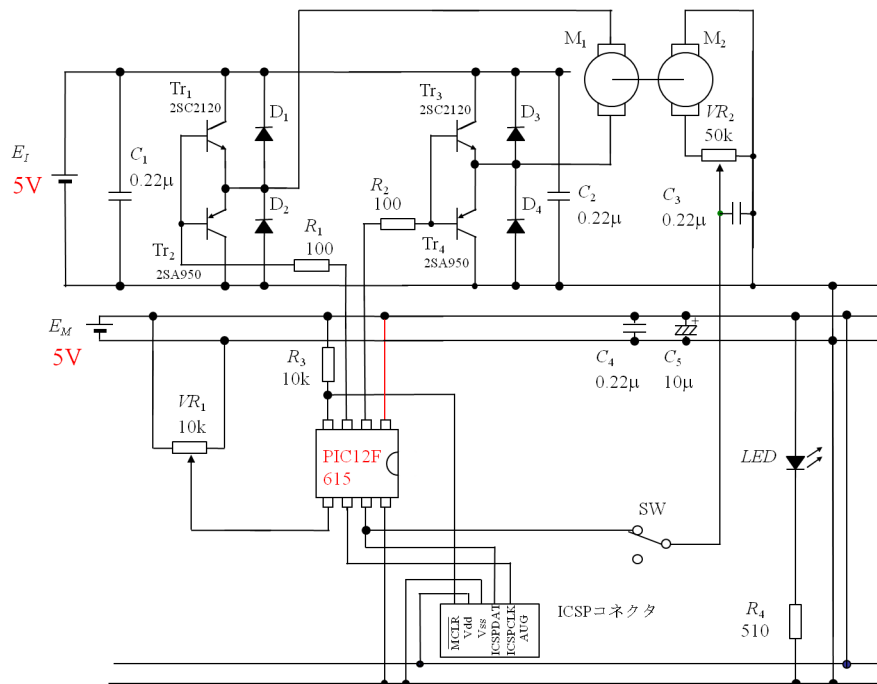 M₁
M₂
Tr₁
2SC2120
D₁
Tr₃
2SC2120
D₃
VR₂
50k
E_I
5V
C₁
0.22μ
D₂
R₁
100
Tr₂
2SA950
R₂
100
D₄
Tr₄
2SA950
C₂
0.22μ
C₃
0.22μ
E_M
5V
R₃
10k
C₄
0.22μ
+
C₅
10μ
VR₁
10k
PIC12F
615
LED
SW
MCLR
Vdd
Vss
ICSPDAT
ICSPCLK
AUG
ICSPコネクタ
R₄
510